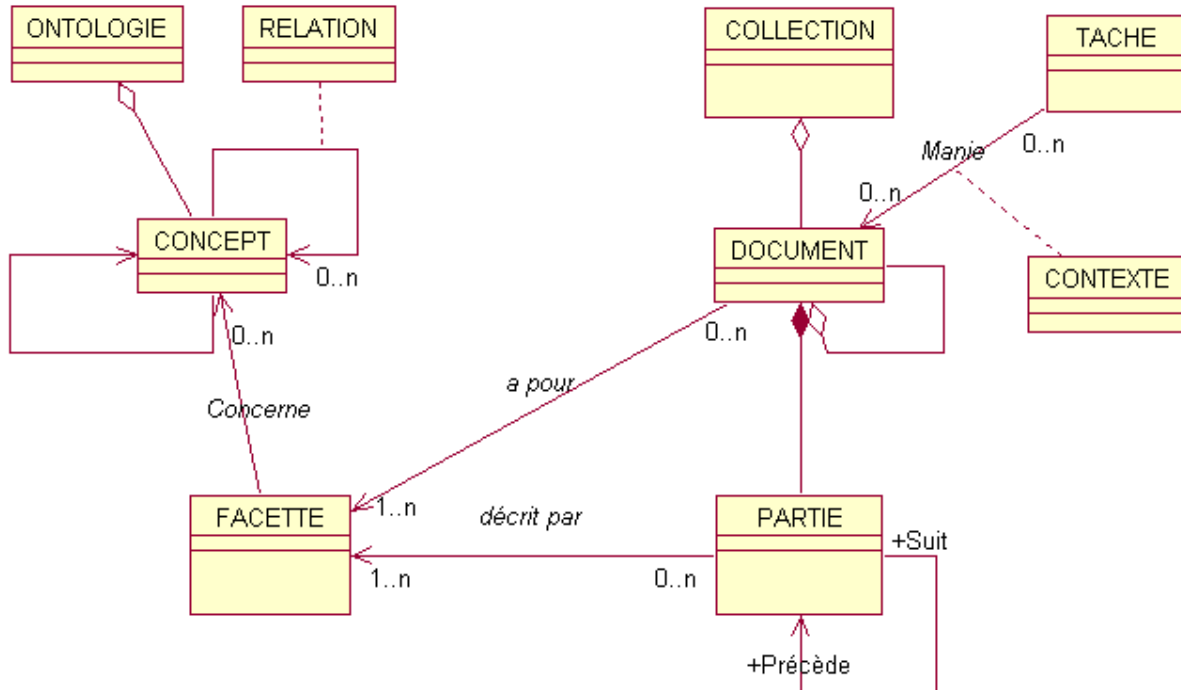 ONTOLOGIE
RELATION
COLLECTION
TACHE
0..n
Manie
0..n
CONCEPT
DOCUMENT
0..n
CONTEXTE
0..n
0..n
a pour
Concerne
FACETTE
1..n
décrit par
PARTIE
+Suit
1..n
0..n
+Précède